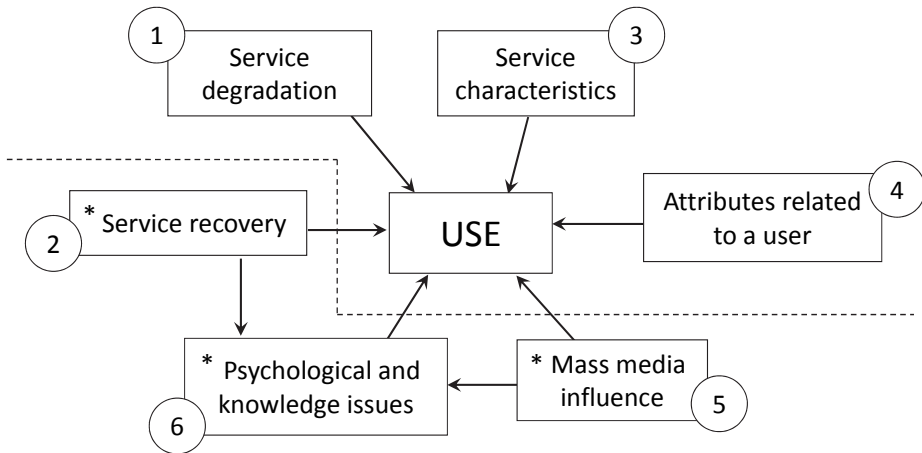 1
Service
degradation
3
Service
characteristics
2
* Service recovery
USE
4
Attributes related
to a user
6
* Psychological and
knowledge issues
* Mass media
influence
5